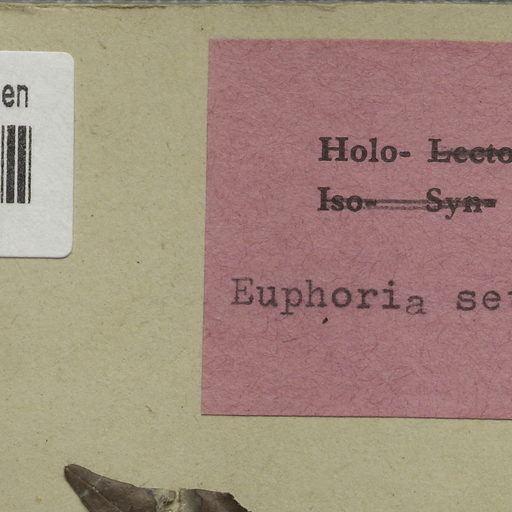 en
Holo- Lecto
Iso- Syn-
Euphoria se